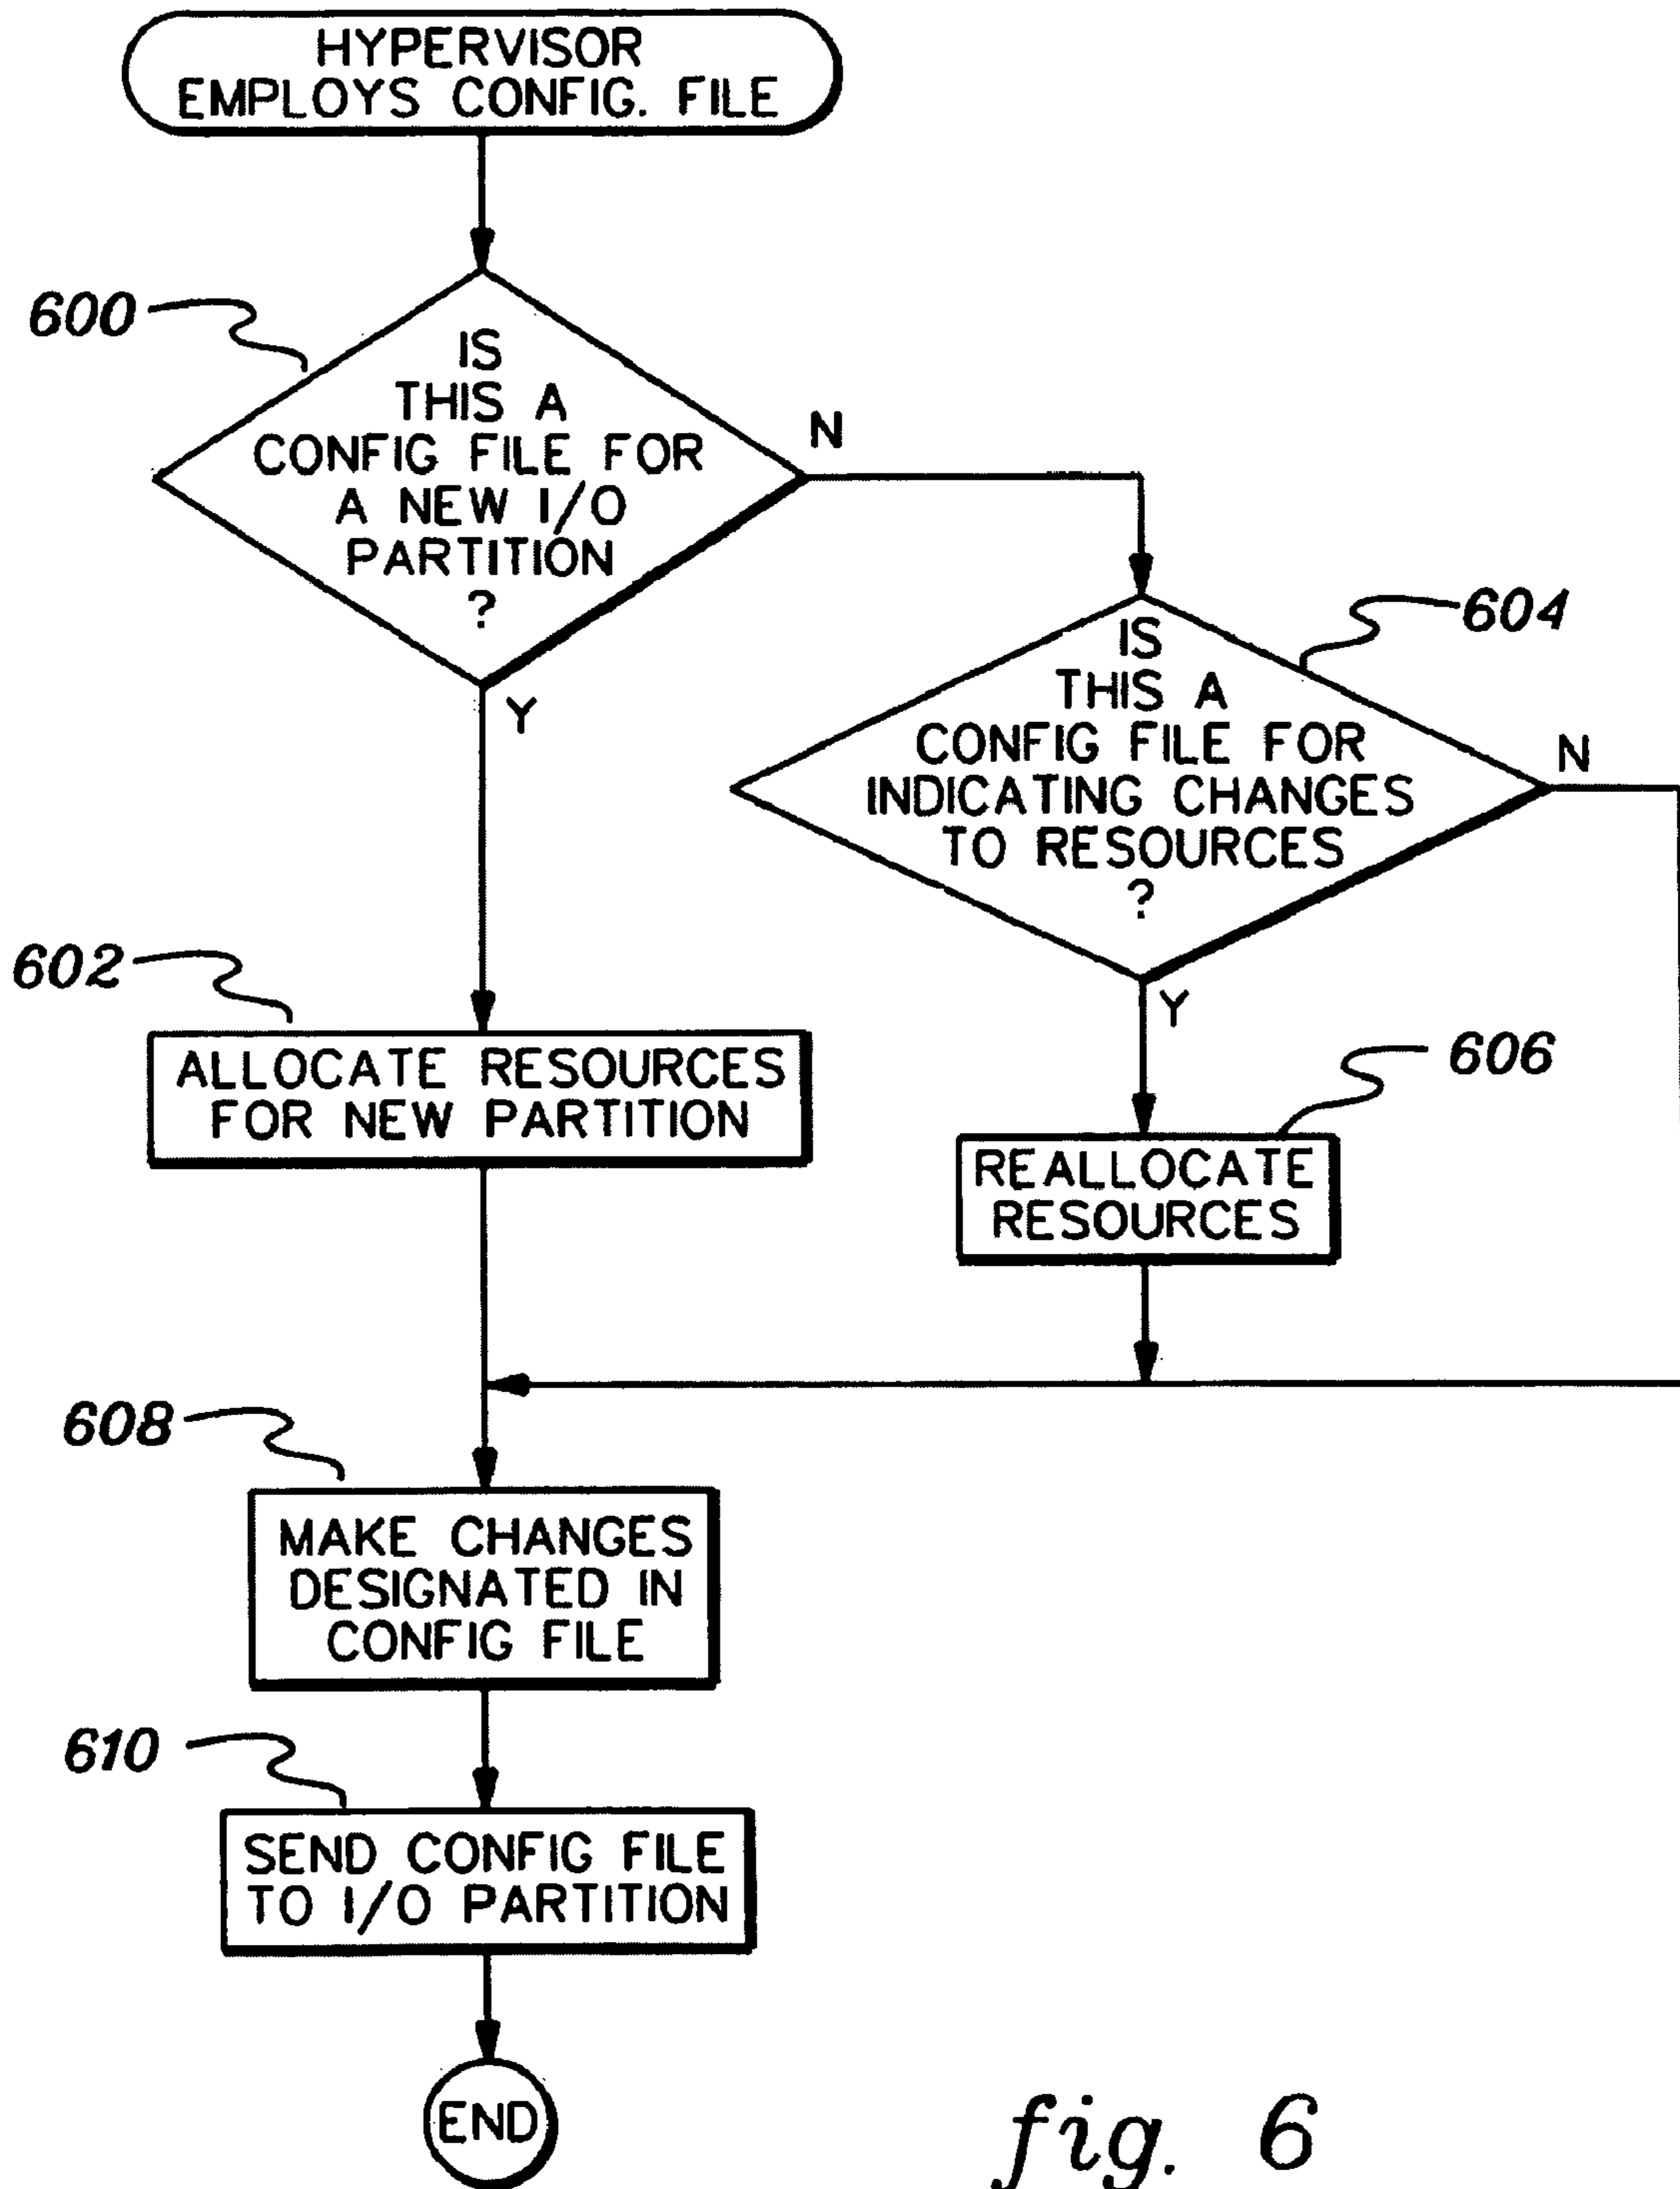 HYPERVISOR
EMPLOYS CONFIG. FILE
600
IS
THIS A
CONFIG FILE FOR
A NEW I/O
PARTITION
?
N
Y
604
IS
THIS A
CONFIG FILE FOR
INDICATING CHANGES
TO RESOURCES
?
N
Y
602
ALLOCATE RESOURCES
FOR NEW PARTITION
606
REALLOCATE
RESOURCES
608
MAKE CHANGES
DESIGNATED IN
CONFIG FILE
610
SEND CONFIG FILE
TO I/O PARTITION
END
fig. 6